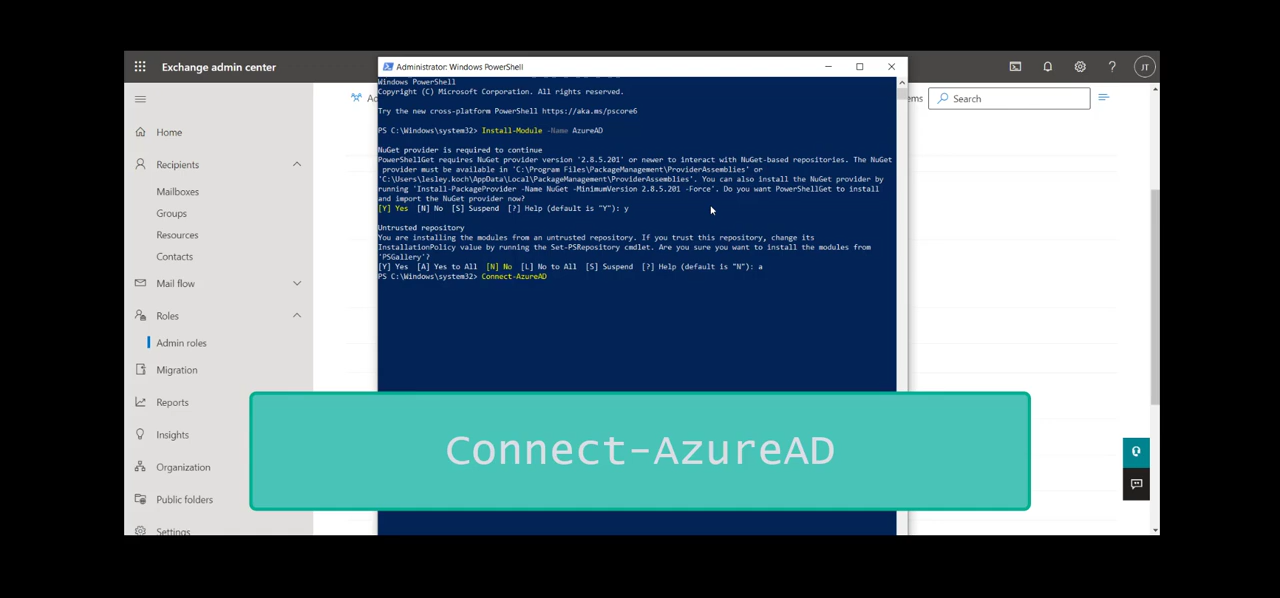 Exchange admin center
Administrator: Windows PowerShell
JT
Search
Home
Recipients
Mailboxes
Groups
Resources
Contacts
Mail flow
Roles
Admin roles
Migration
Reports
Insights
Organization
Public folders
Settings
Windows PowerShell
Copyright (C) Microsoft Corporation. All rights reserved.
Try the new cross-platform PowerShell https://aka.ms/pscore6
PS C:\Windows\system32> Install-Module -Name AzureAD
NuGet provider is required to continue
PowerShellGet requires NuGet provider version '2.8.5.201' or newer to interact with NuGet-based repositories. The NuGet
provider must be available in 'C:\Program Files\PackageManagement\ProviderAssemblies' or
'C:\Users\lesley.koch\AppData\Local\PackageManagement\ProviderAssemblies'. You can also install the NuGet provider by
running 'Install-PackageProvider -Name NuGet -MinimumVersion 2.8.5.201 -Force'. Do you want PowerShellGet to install
and import the NuGet provider now?
[Y] Yes [N] No [S] Suspend [?] Help (default is "Y"): y
Untrusted repository
You are installing the modules from an untrusted repository. If you trust this repository, change its
InstallationPolicy value by running the Set-PSRepository cmdlet. Are you sure you want to install the modules from
'PSGallery'?
[Y] Yes [A] Yes to All [N] No [L] No to All [S] Suspend [?] Help (default is "N"): a
PS C:\Windows\system32> Connect-AzureAD
Connect-AzureAD